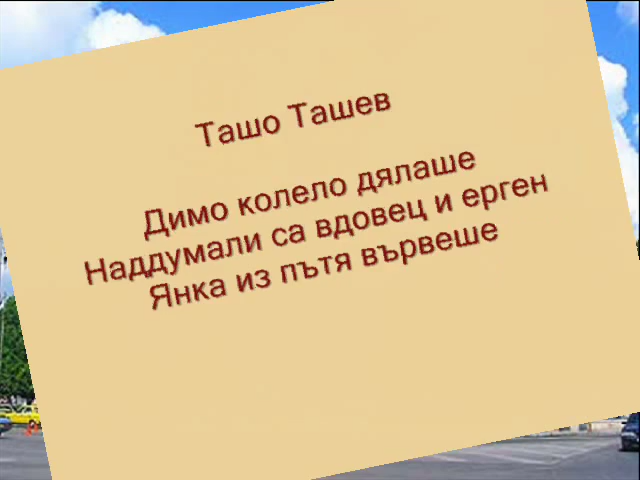 Ташо Ташев
Димо колело дялаше
Наддумали са вдовец и ерген
Янка из пътя вървеше